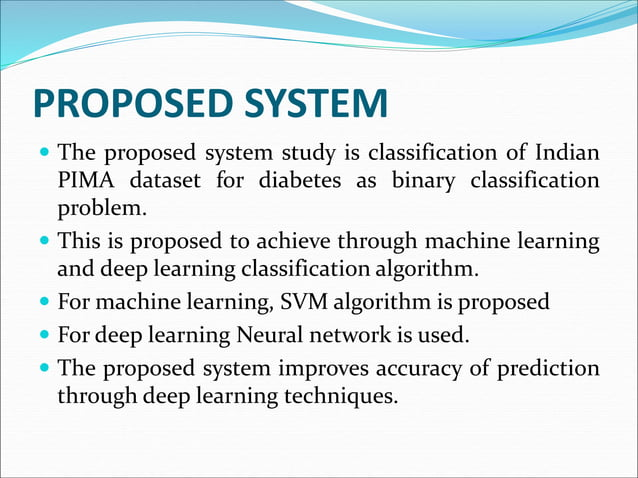 PROPOSED SYSTEM
The proposed system study is classification of Indian
PIMA dataset for diabetes as binary classification
problem.
This is proposed to achieve through machine learning
and deep learning classification algorithm.
For machine learning, SVM algorithm is proposed
For deep learning Neural network is used.
The proposed system improves accuracy of prediction
through deep learning techniques.